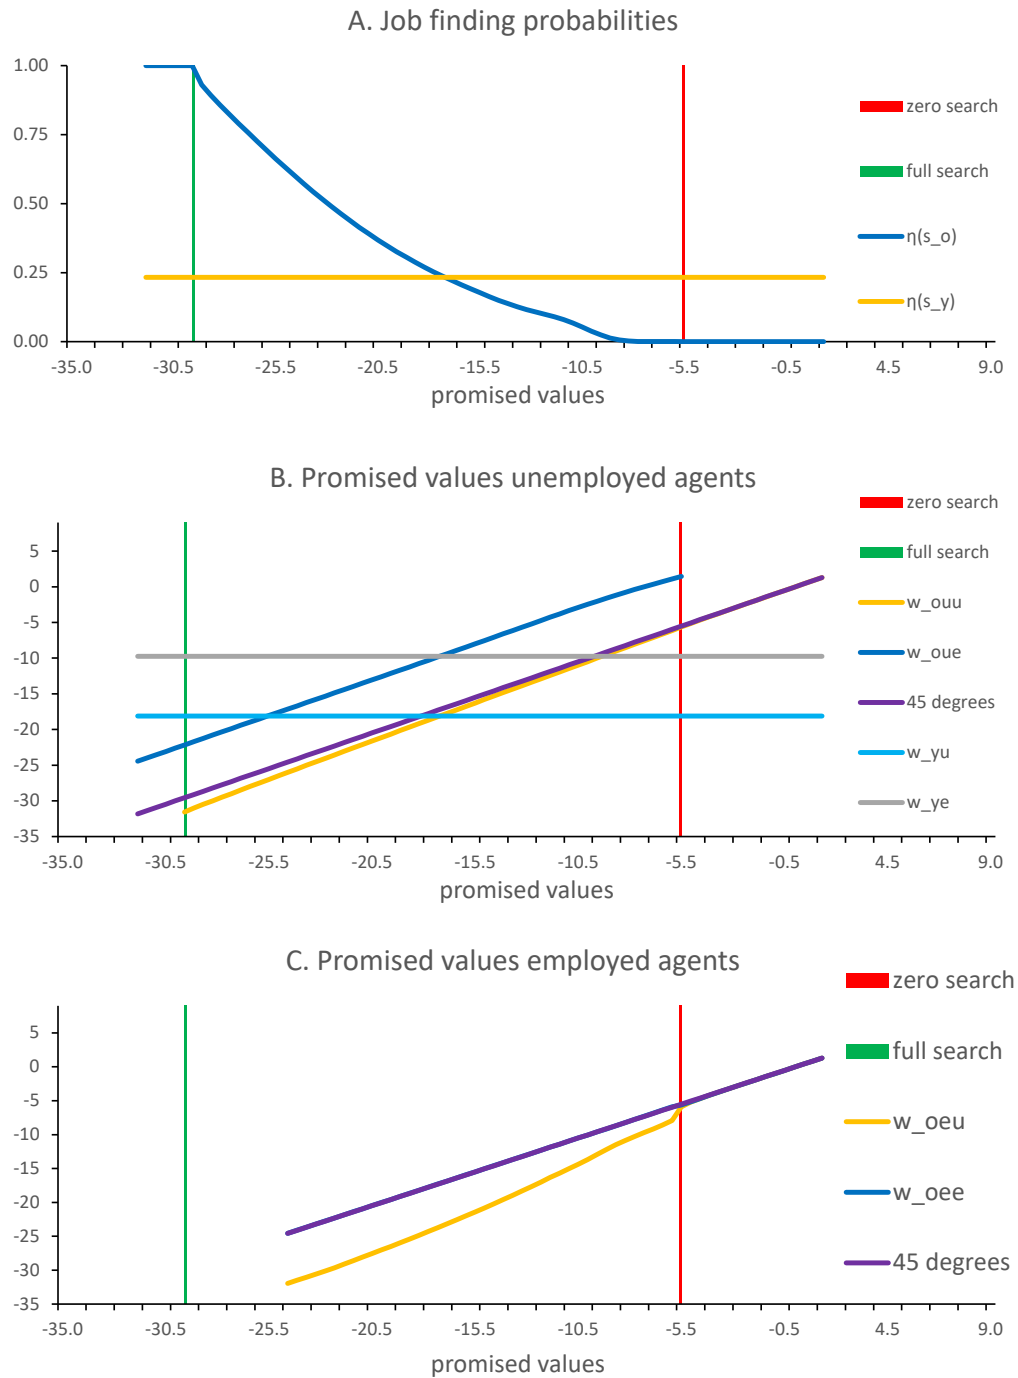 A. Job finding probabilities
1.00
0.75
0.50
0.25
0.00
-35.0 -30.5 -25.5 -20.5 -15.5 -10.5 -5.5 -0.5 4.5 9.0
promised values
zero search
full search
η(s_o)
η(s_y)
B. Promised values unemployed agents
5
0
-5
-10
-15
-20
-25
-30
-35
-35.0 -30.5 -25.5 -20.5 -15.5 -10.5 -5.5 -0.5 4.5 9.0
promised values
zero search
full search
w_ouu
w_oue
45 degrees
w_yu
w_ye
C. Promised values employed agents
5
0
-5
-10
-15
-20
-25
-30
-35
-35.0 -30.5 -25.5 -20.5 -15.5 -10.5 -5.5 -0.5 4.5 9.0
promised values
zero search
full search
w_oeu
w_oee
45 degrees